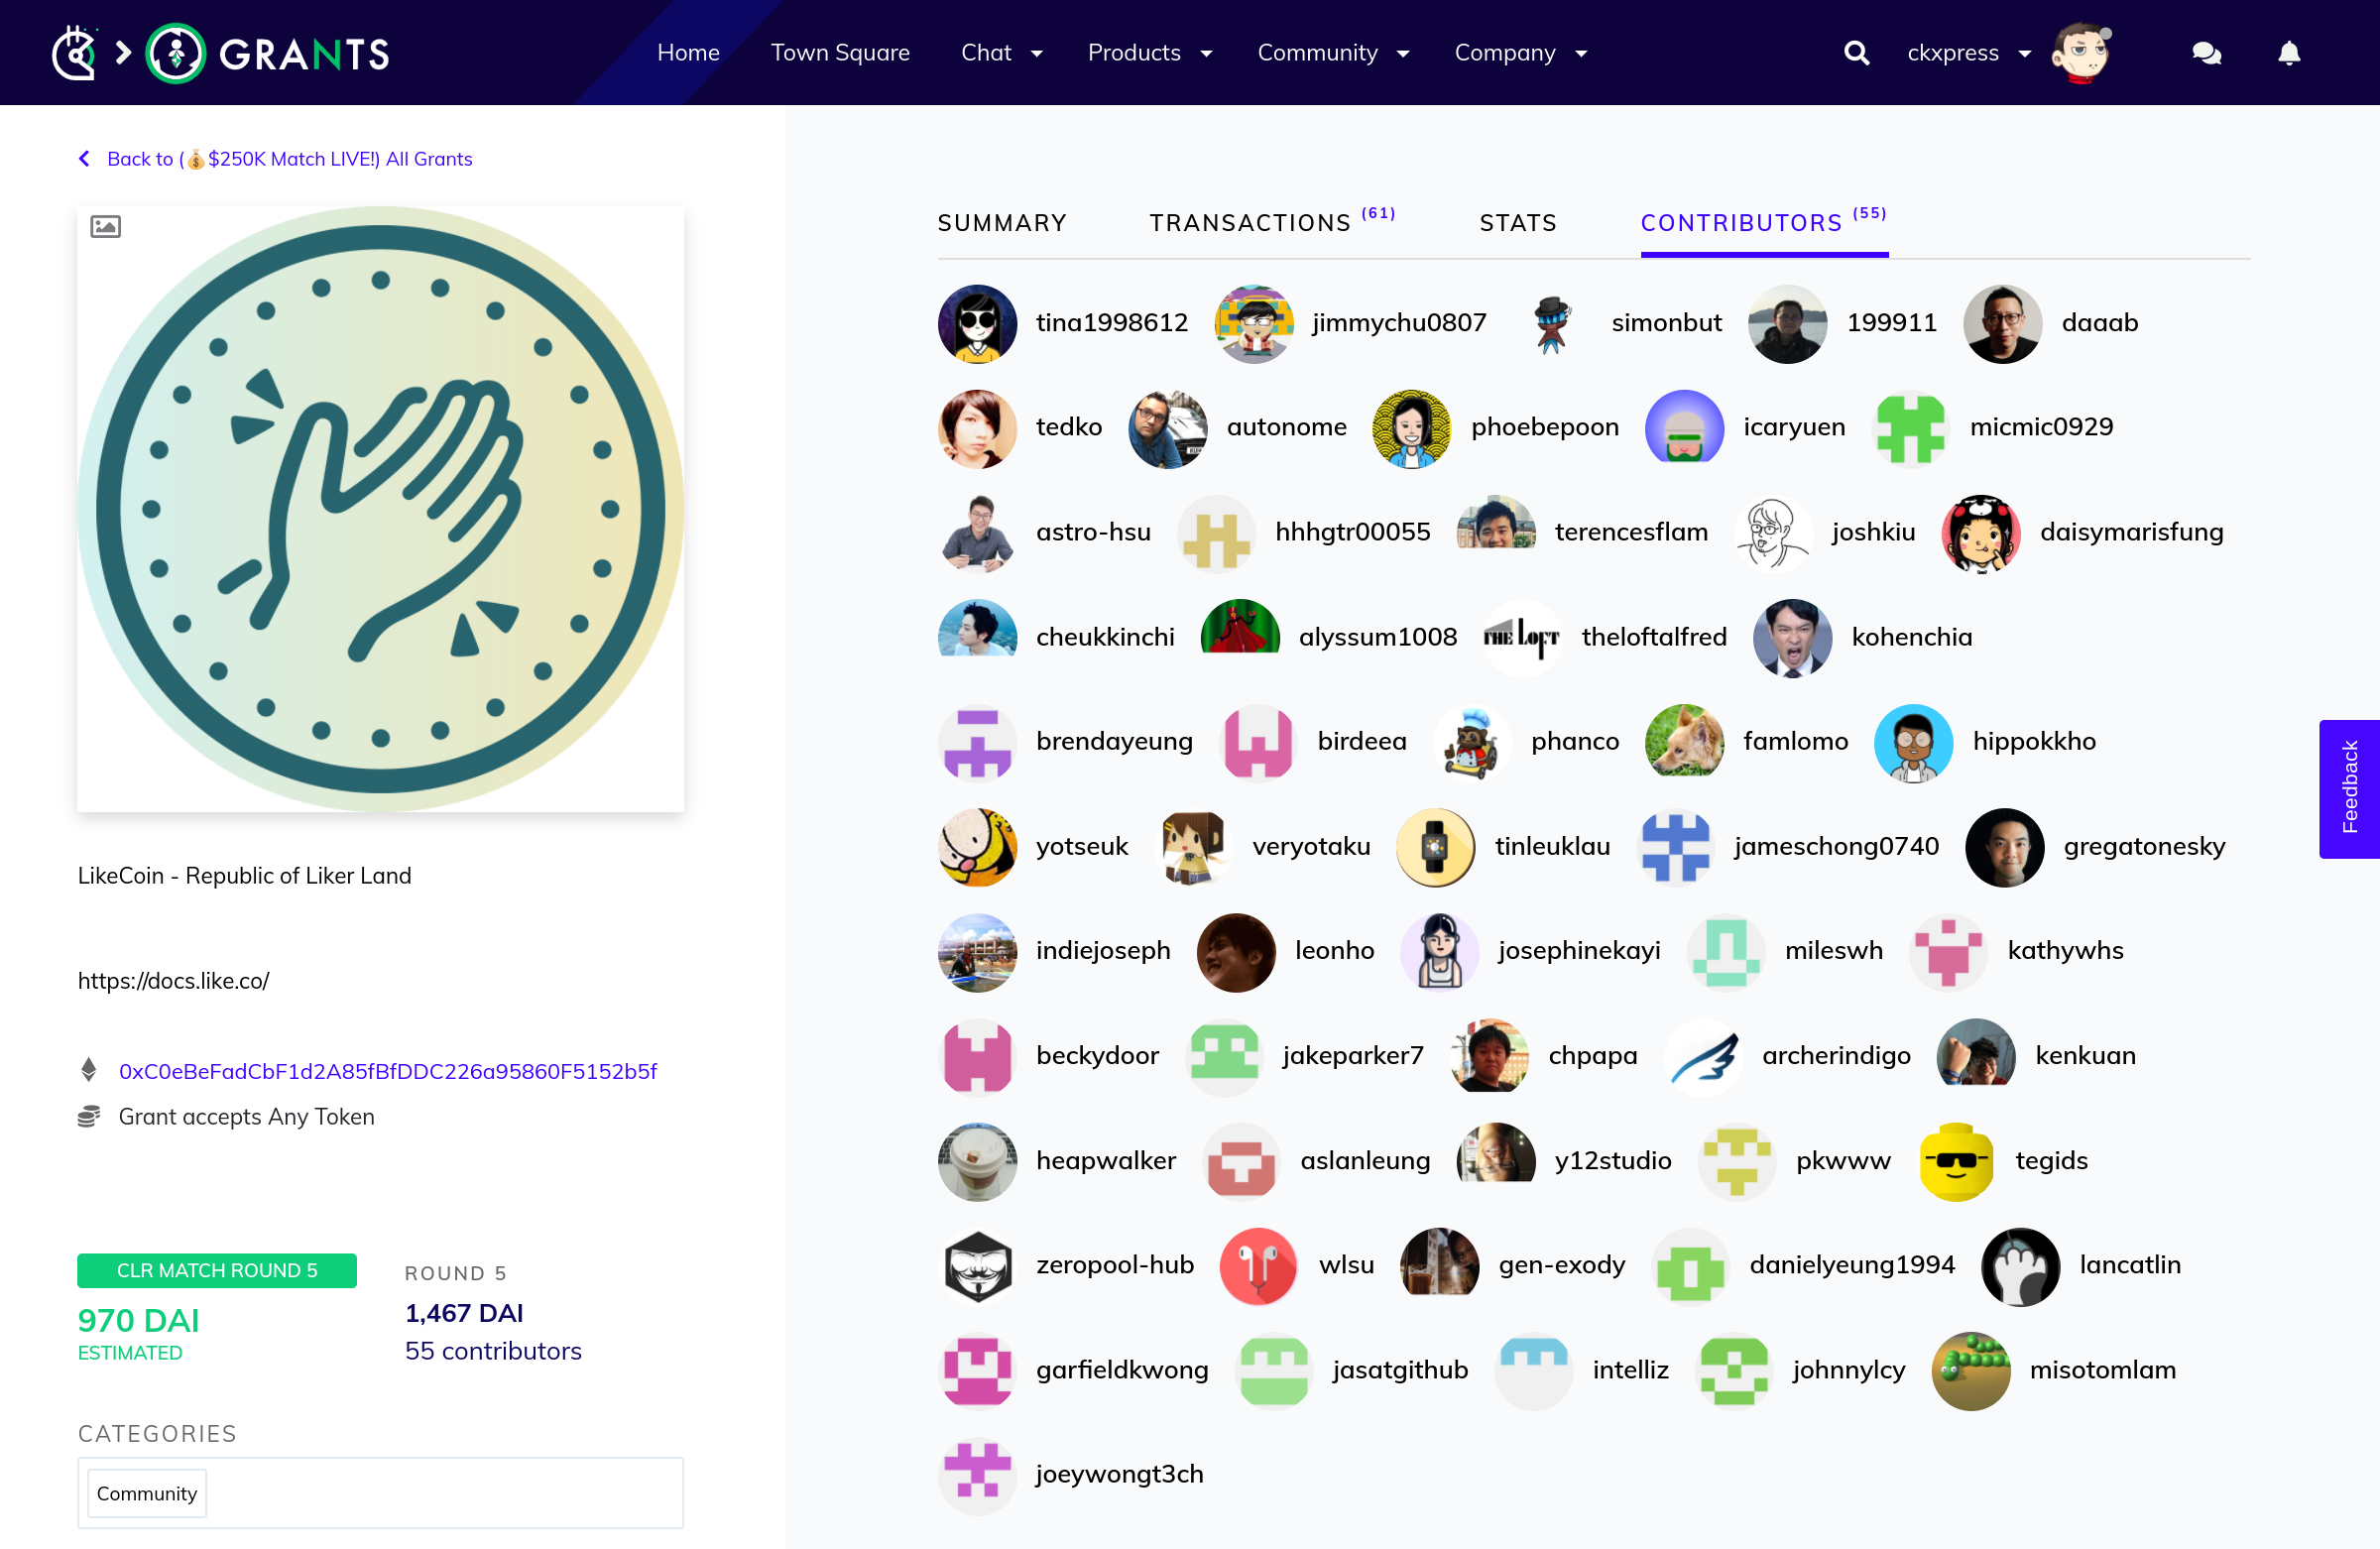 GRANTS Home Town Square Chat Products Community Company ckxpress
Back to (💰$250K Match LIVE!) All Grants
LikeCoin - Republic of Liker Land
https://docs.like.co/
0xC0eBeFadCbF1d2A85fBfDDC226a95860F5152b5f
Grant accepts Any Token
CLR MATCH ROUND 5
970 DAI
ESTIMATED
ROUND 5
1,467 DAI
55 contributors
CATEGORIES
Community
SUMMARY TRANSACTIONS (61) STATS CONTRIBUTORS (55)
tina1998612 jimmychu0807 simonbut 199911 daaab
tedko autonome phoebepoon icaryuen micmic0929
astro-hsu hhhgtr00055 terencesflam joshkiu daisymarisfung
cheukkinchi alyssum1008 THE LOFT theloftalfred kohenchia
brendayeung birdeea phanco famlomo hippokkho
yotseuk veryotaku tinleuklau jameschong0740 gregatonesky
indiejoseph leonho josephinekayi mileswh kathywhs
beckydoor jakeparker7 chpapa archerindigo kenkuan
heapwalker aslanleung y12studio pkwww tegids
zeropool-hub wlsu gen-exody danielyeung1994 lancatlin
garfieldkwong jasatgithub intelliz johnnylcy misotomlam
joeywongt3ch
Feedback